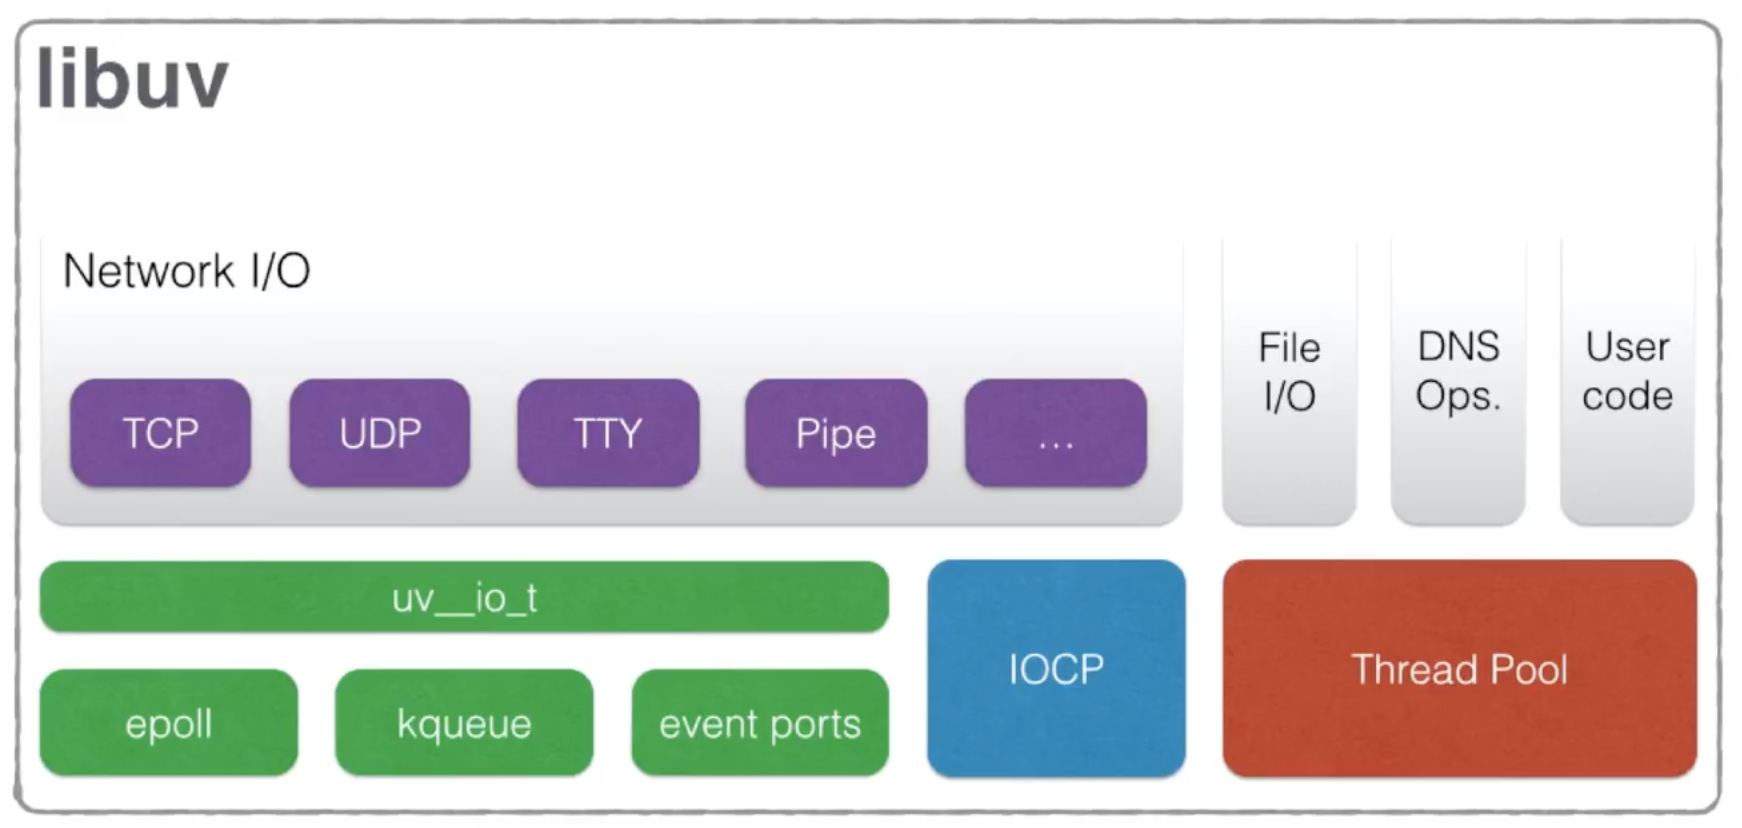 libuv
Network I/O
TCP
UDP
TTY
Pipe
...
File
I/O
DNS
Ops.
User
code
uv__io_t
epoll
kqueue
event ports
IOCP
Thread Pool